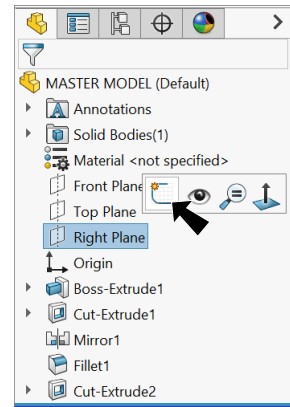 MASTER MODEL (Default)
Annotations
Solid Bodies(1)
Material <not specified>
Front Plane
Top Plane
Right Plane
Origin
Boss-Extrude1
Cut-Extrude1
Mirror1
Fillet1
Cut-Extrude2